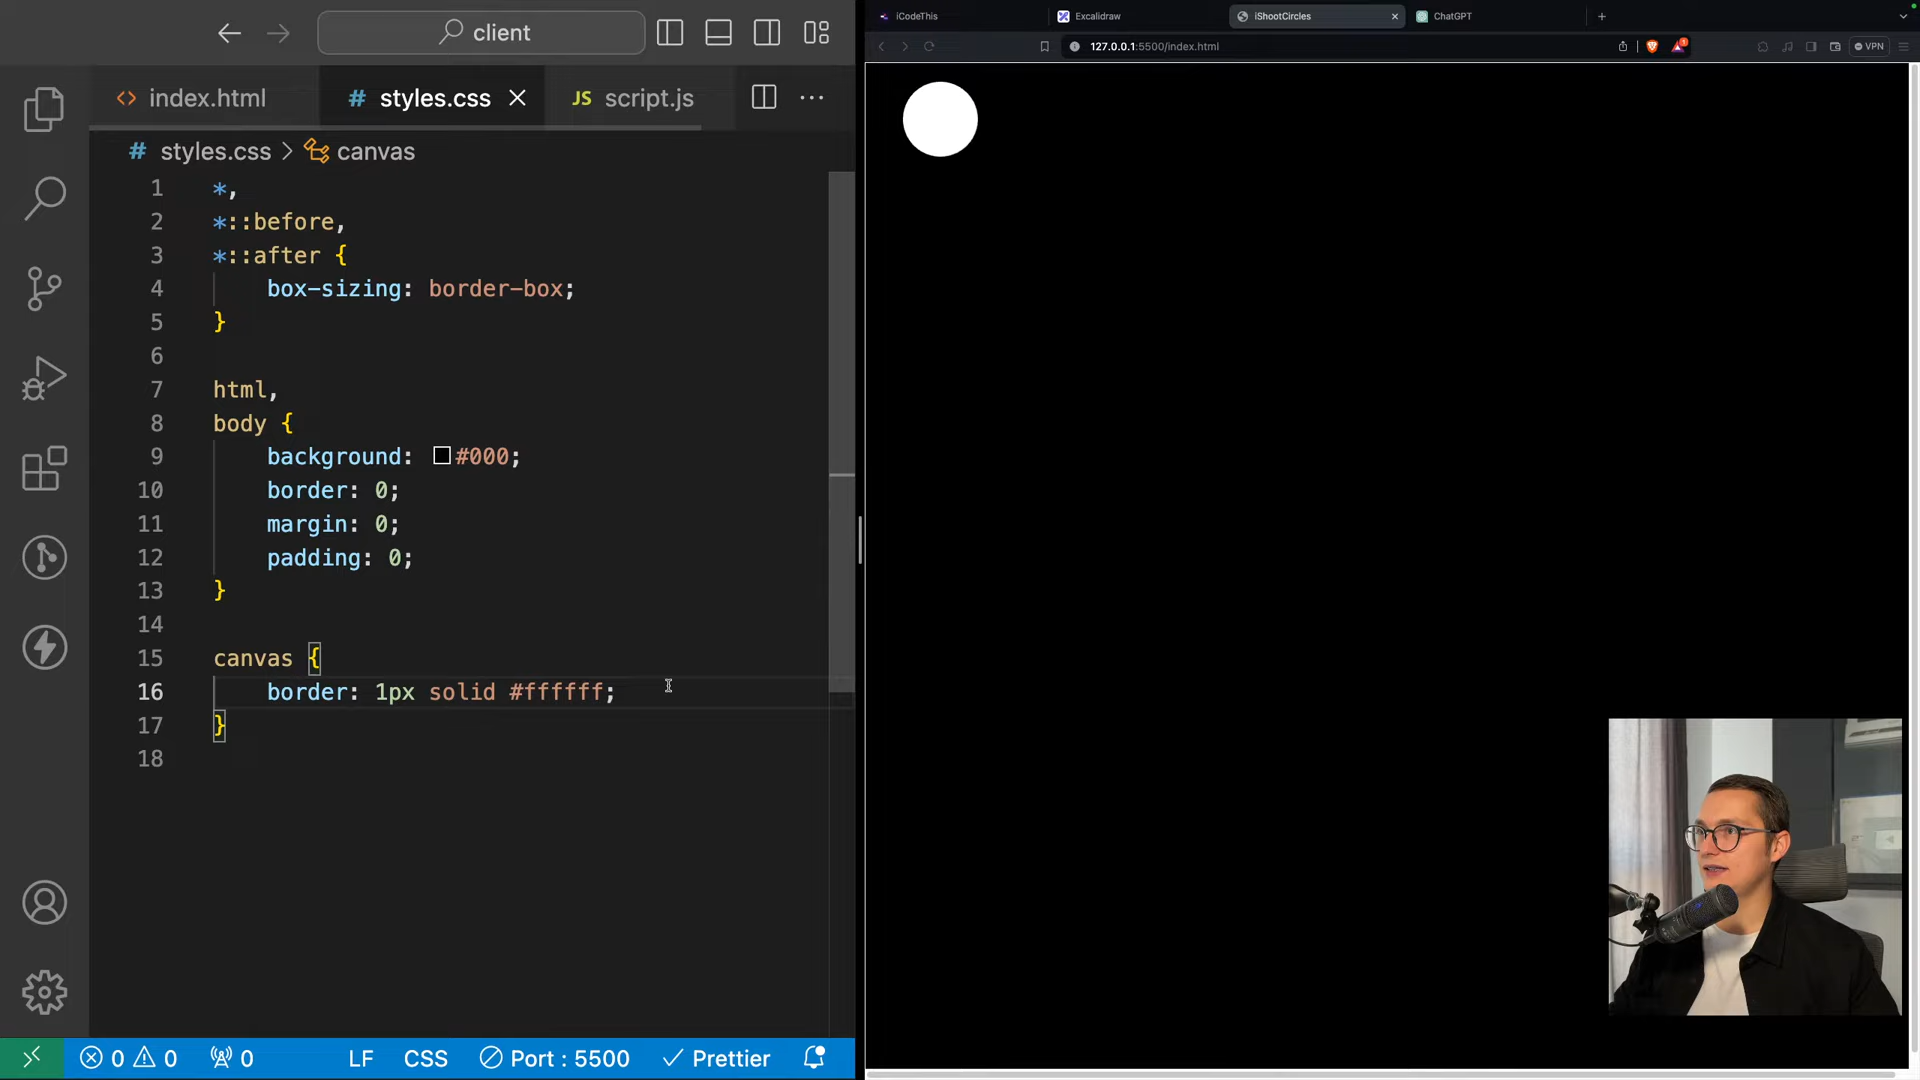 client
index.html
# styles.css
JS script.js
# styles.css > canvas
1 *,
2 *::before,
3 *::after {
4 box-sizing: border-box;
5 }
6
7 html,
8 body {
9 background: #000;
10 border: 0;
11 margin: 0;
12 padding: 0;
13 }
14
15 canvas {
16 border: 1px solid #ffffff;
17 }
18
0 0 0 LF CSS Port : 5500 Prettier
iCodeThis
Excalidraw
iShootCircles
ChatGPT
127.0.0.1:5500/index.html
1
VPN